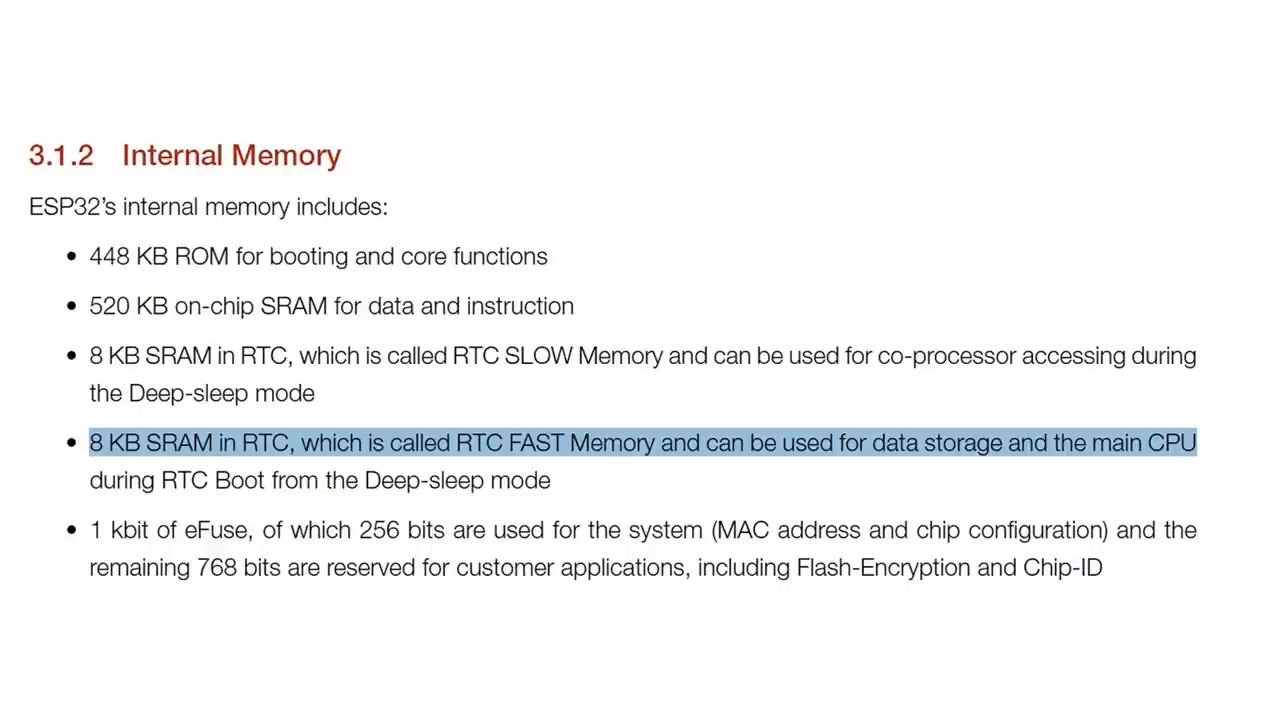 3.1.2 Internal Memory
ESP32's internal memory includes:
• 448 KB ROM for booting and core functions
• 520 KB on-chip SRAM for data and instruction
• 8 KB SRAM in RTC, which is called RTC SLOW Memory and can be used for co-processor accessing during
the Deep-sleep mode
• 8 KB SRAM in RTC, which is called RTC FAST Memory and can be used for data storage and the main CPU
during RTC Boot from the Deep-sleep mode
• 1 kbit of eFuse, of which 256 bits are used for the system (MAC address and chip configuration) and the
remaining 768 bits are reserved for customer applications, including Flash-Encryption and Chip-ID